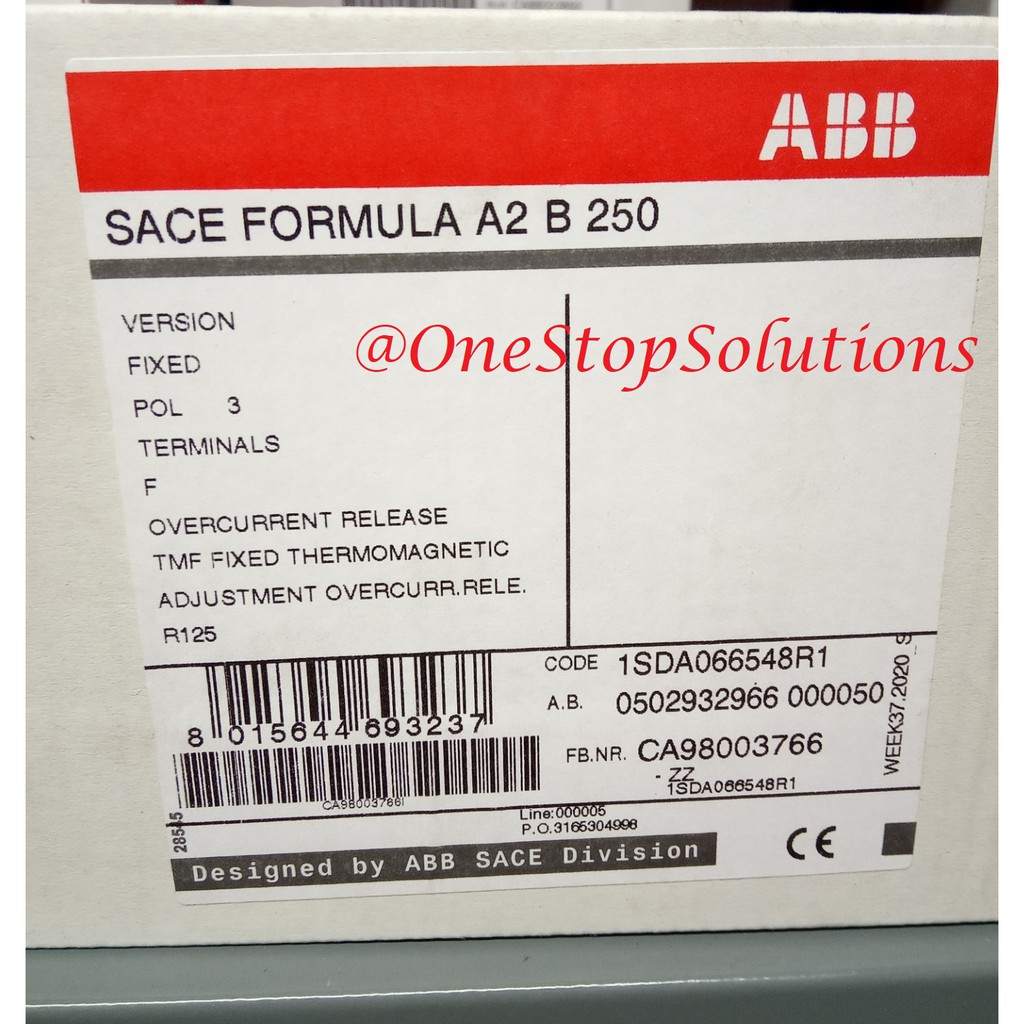 ABB
SACE FORMULA A2 B 250
@OneStopSolutions
VERSION
FIXED
POL 3
TERMINALS
F
OVERCURRENT RELEASE
TMF FIXED THERMOMAGNETIC
ADJUSTMENT OVERCURR.RELE.
R125
CODE 1SDA066548R1
A.B. 0502932966 000050
FB.NR. CA98003766
- ZZ
1SDA066548R1
WEEK37.2020 S
8 015644 693237
CA98003766I
28545
Line:000005
P.O.3165304998
Designed by ABB SACE Division
CE